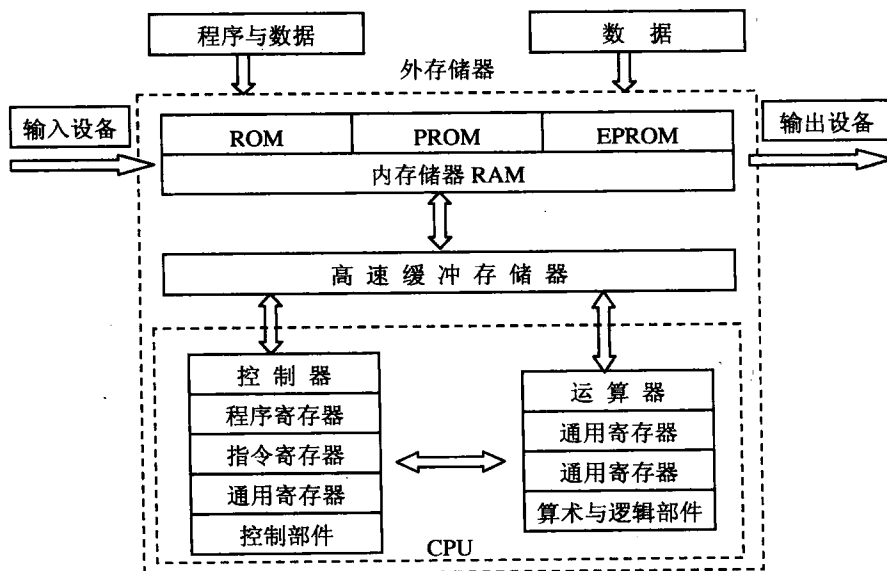 程序与数据
数 据
外存储器
输入设备
输出设备
ROM
PROM
EPROM
内存储器 RAM
高 速 缓 冲 存 储 器
控 制 器
程序寄存器
指令寄存器
通用寄存器
控制部件
运 算 器
通用寄存器
通用寄存器
算术与逻辑部件
CPU